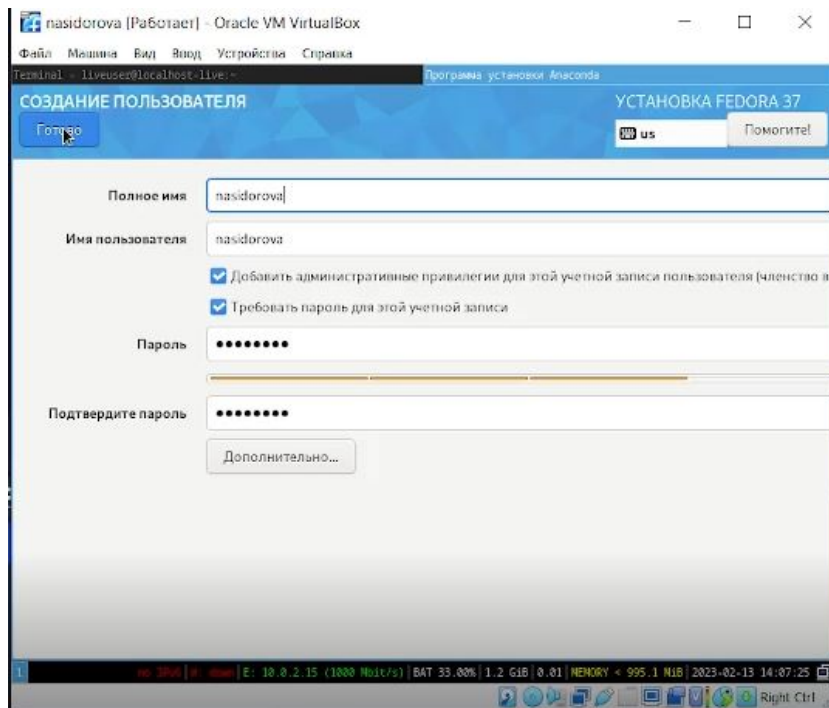 nasidorova [Работает] - Oracle VM VirtualBox
Файл Машина Вид Ввод Устройства Справка
Terminal - liveuser@localhost-live:~ Программа установки Anaconda
СОЗДАНИЕ ПОЛЬЗОВАТЕЛЯ УСТАНОВКА FEDORA 37
Готово us Помогите!
Полное имя nasidorova
Имя пользователя nasidorova
Добавить административные привилегии для этой учетной записи пользователя (членство в
Требовать пароль для этой учетной записи
Пароль ••••••••
Подтвердите пароль ••••••••
Дополнительно...
1 no IPv6 W: down E: 10.0.2.15 (1000 Mbit/s) BAT 33.00% 1.2 GiB 0.01 MEMORY < 995.1 MiB 2023-02-13 14:07:25
Right Ctrl